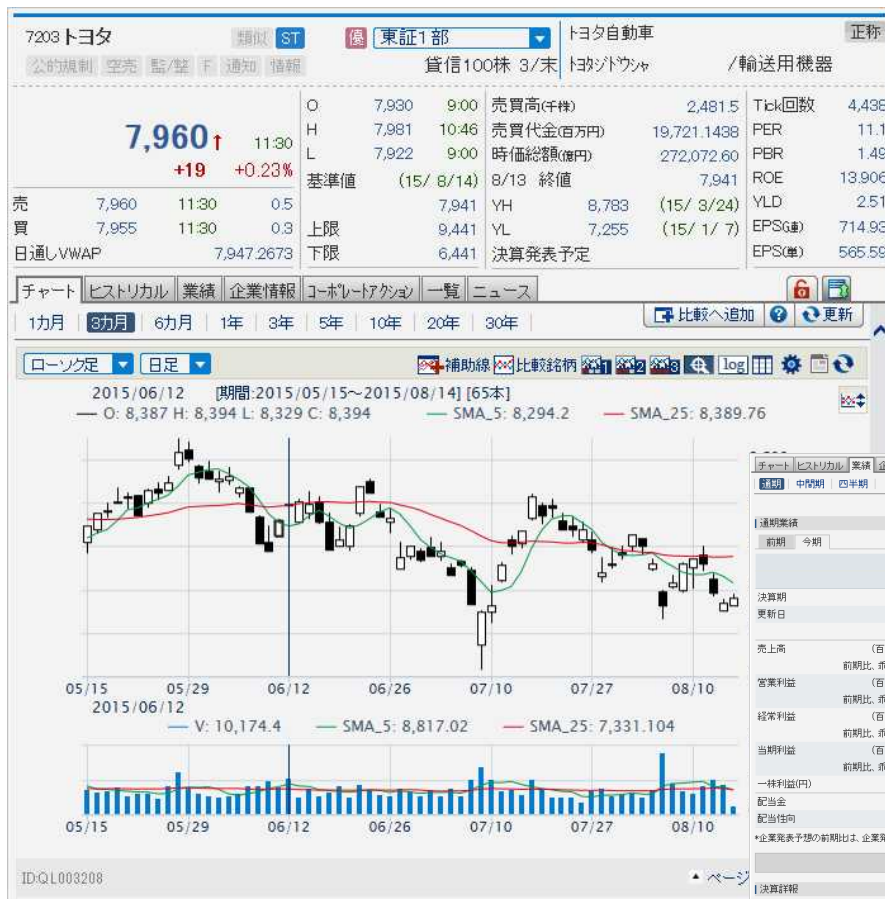 7203 トヨタ 類似 ST 優 東証1部 トヨタ自動車 正称
公的規制 空売 監/整 F 通知 情報 貸信100株 3/末 トヨタジドウシャ /輸送用機器
7,960↑ 11:30
+19 +0.23%
売 7,960 11:30 0.5
買 7,955 11:30 0.3
日通しVWAP 7,947.2673
O 7,930 9:00
H 7,981 10:46
L 7,922 9:00
基準値 (15/ 8/14)
7,941
上限 9,441
下限 6,441
売買高(千株) 2,481.5
売買代金(百万円) 19,721.1438
時価総額(億円) 272,072.60
8/13 終値 7,941
YH 8,783 (15/ 3/24)
YL 7,255 (15/ 1/ 7)
決算発表予定
Tick回数 4,438
PER 11.1
PBR 1.49
ROE 13.906
YLD 2.51
EPS(連) 714.93
EPS(単) 565.59
チャート ヒストリカル 業績 企業情報 コーポレートアクション 一覧 ニュース
1カ月 3カ月 6カ月 1年 3年 5年 10年 20年 30年 比較へ追加 ? 更新
ローソク足 日足 補助線 比較銘柄 1 2 3 log
2015/06/12 [期間:2015/05/15～2015/08/14] [65本]
O: 8,387 H: 8,394 L: 8,329 C: 8,394 SMA_5: 8,294.2 SMA_25: 8,389.76
05/15 05/29 06/12 06/26 07/10 07/27 08/10
2015/06/12
V: 10,174.4 SMA_5: 8,817.02 SMA_25: 7,331.104
05/15 05/29 06/12 06/26 07/10 07/27 08/10
ID:QL003208 ページ
チャート ヒストリカル 業績
通期 中間期 四半期
通期業績
前期 今期
決算期
更新日
売上高 (百
前期比、
営業利益 (百
前期比、
経常利益 (百
前期比、
当期利益 (百
前期比、
一株利益(円)
配当金
配当性向
*企業発表予想の前期比は、企業発
決算詳報